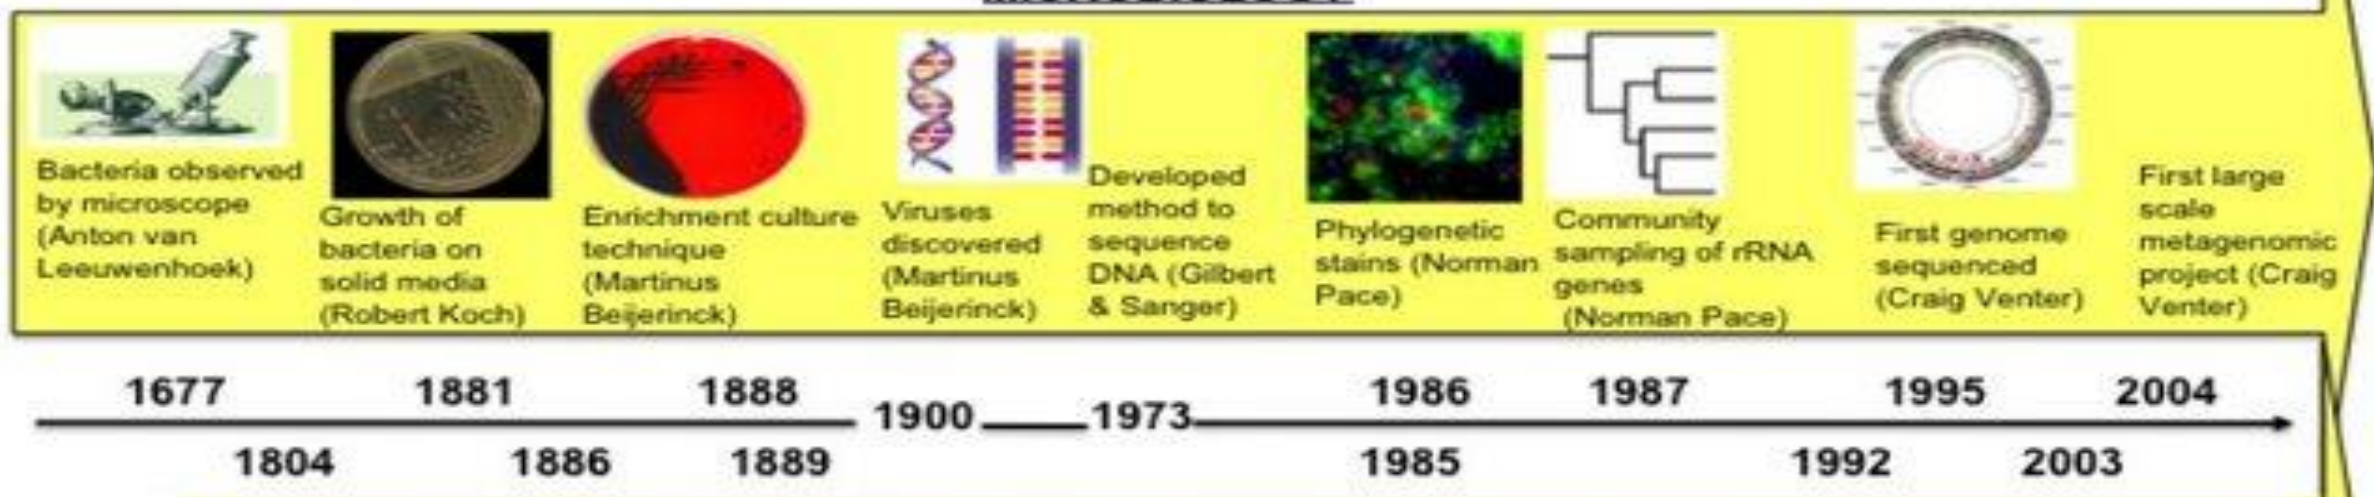 Bacteria observed
by microscope
(Anton van
Leeuwenhoek)
Growth of
bacteria on
solid media
(Robert Koch)
Enrichment culture
technique
(Martinus
Beijerinck)
Viruses
discovered
(Martinus
Beijerinck)
Developed
method to
sequence
DNA (Gilbert
& Sanger)
Phylogenetic
stains (Norman
Pace)
Community
sampling of rRNA
genes
(Norman Pace)
First genome
sequenced
(Craig Venter)
First large
scale
metagenomic
project (Craig
Venter)
1677 1881 1888 1900 1973 1986 1987 1995 2004
1804 1886 1889 1985 1992 2003